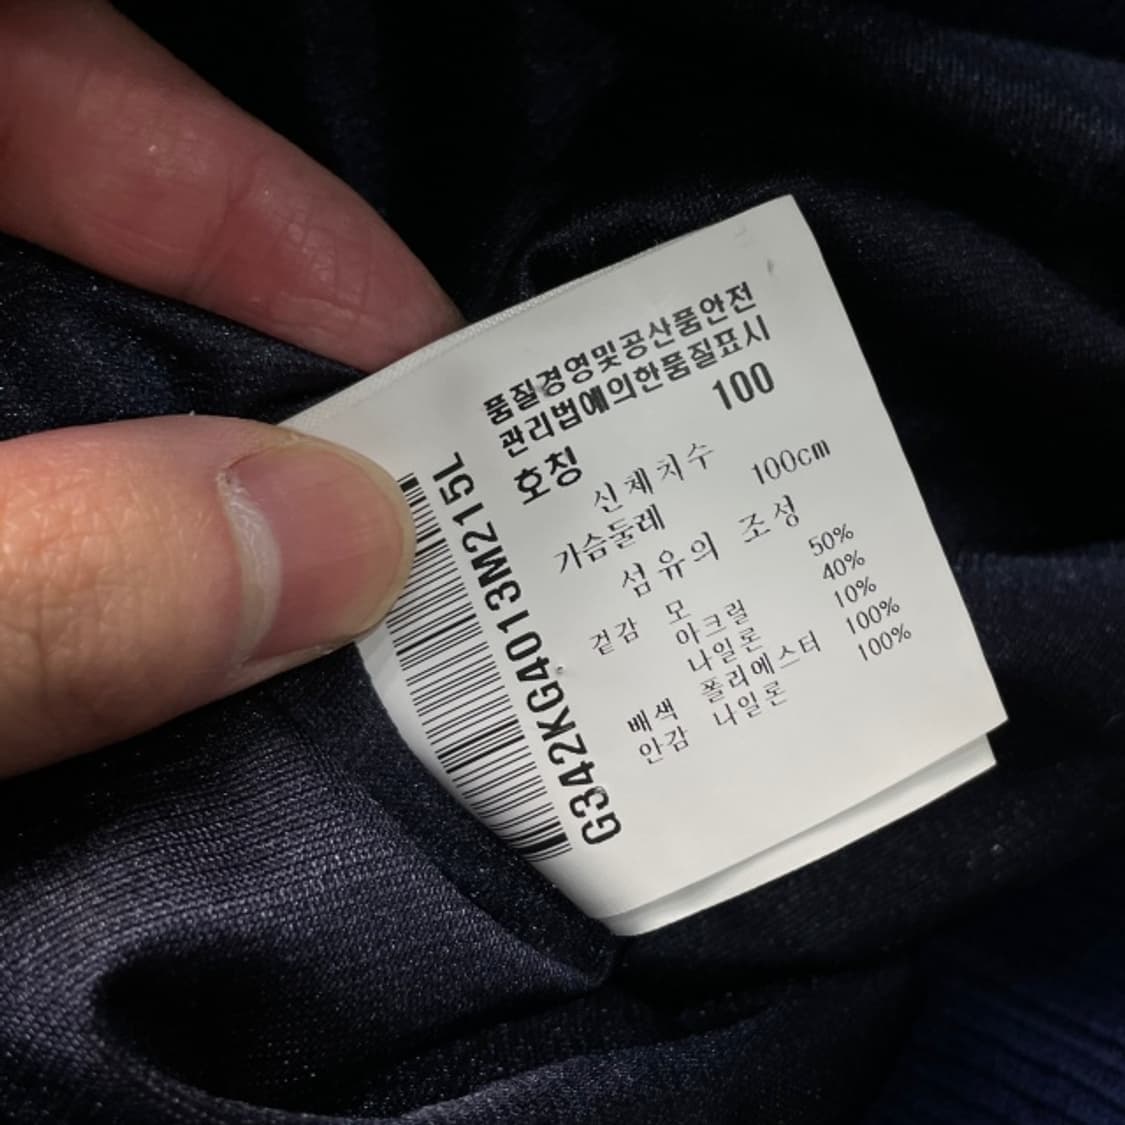 품질경영및공산품안전
관리법에의한품질표시
호칭 100
신체치수
가슴둘레 100cm
섬유의 조성
겉감 모 50%
아크릴 40%
나일론 10%
배색 폴리에스터 100%
안감 나일론 100%
G342KG4013M215L